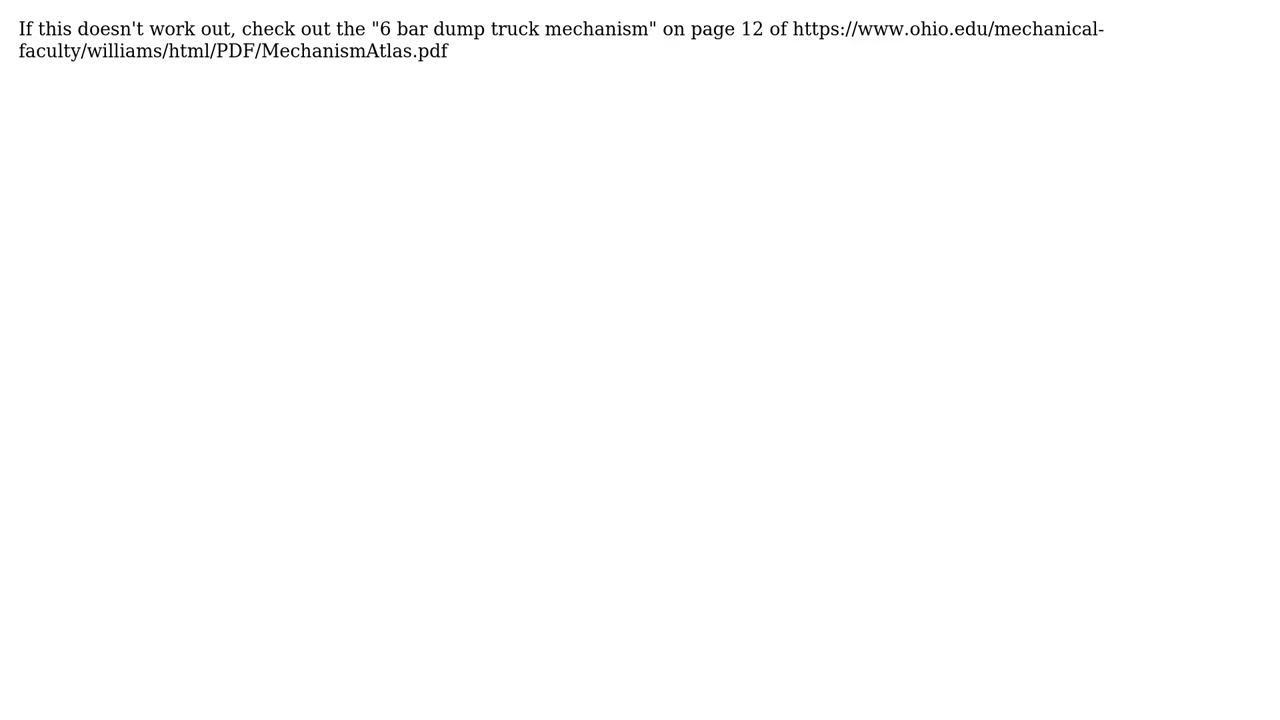 If this doesn't work out, check out the "6 bar dump truck mechanism" on page 12 of https://www.ohio.edu/mechanical-
faculty/williams/html/PDF/MechanismAtlas.pdf